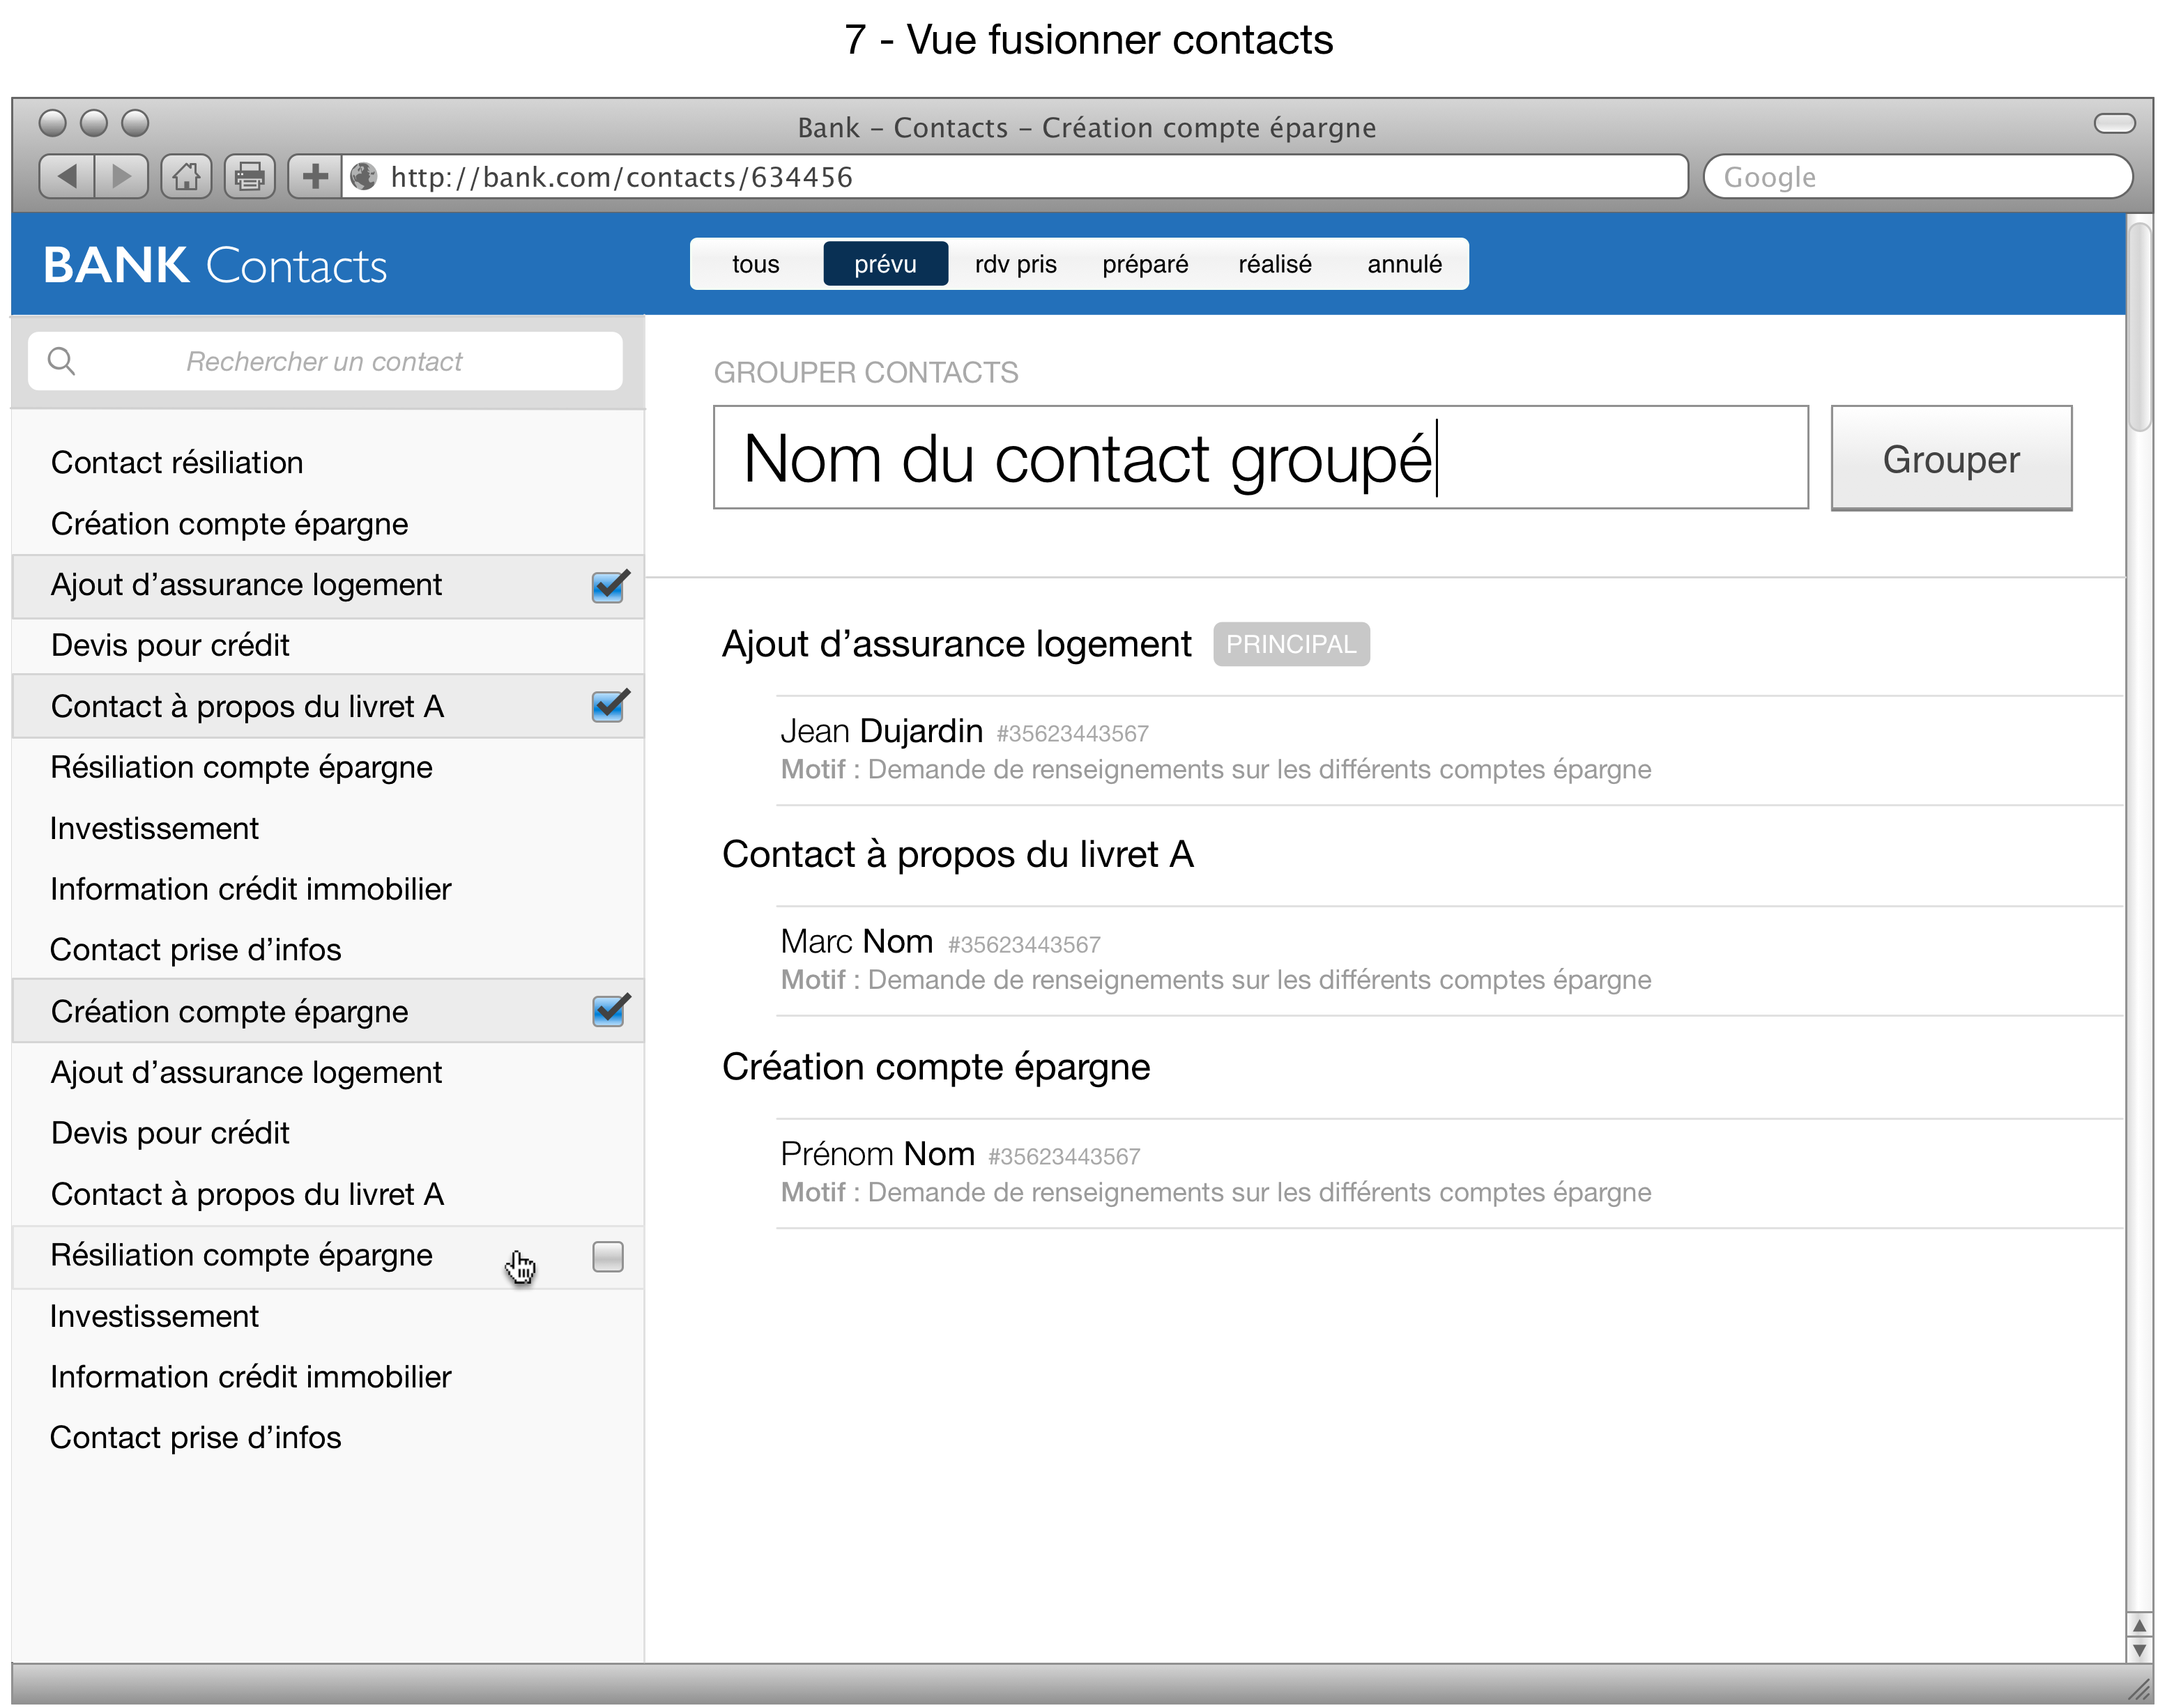 7 - Vue fusionner contacts
Bank – Contacts – Création compte épargne
http://bank.com/contacts/634456
Google
BANK Contacts
tous prévu rdv pris préparé réalisé annulé
Rechercher un contact
Contact résiliation
Création compte épargne
Ajout d’assurance logement
Devis pour crédit
Contact à propos du livret A
Résiliation compte épargne
Investissement
Information crédit immobilier
Contact prise d’infos
Création compte épargne
Ajout d’assurance logement
Devis pour crédit
Contact à propos du livret A
Résiliation compte épargne
Investissement
Information crédit immobilier
Contact prise d’infos
GROUPER CONTACTS
Nom du contact groupé
Grouper
Ajout d’assurance logement PRINCIPAL
Jean Dujardin #35623443567
Motif : Demande de renseignements sur les différents comptes épargne
Contact à propos du livret A
Marc Nom #35623443567
Motif : Demande de renseignements sur les différents comptes épargne
Création compte épargne
Prénom Nom #35623443567
Motif : Demande de renseignements sur les différents comptes épargne